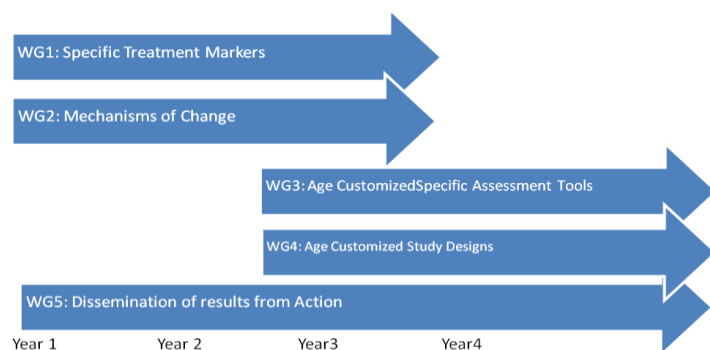 WG1: Specific Treatment Markers
WG2: Mechanisms of Change
WG3: Age CustomizedSpecific Assessment Tools
WG4: Age Customized Study Designs
WG5: Dissemination of results from Action
Year 1 Year 2 Year3 Year4